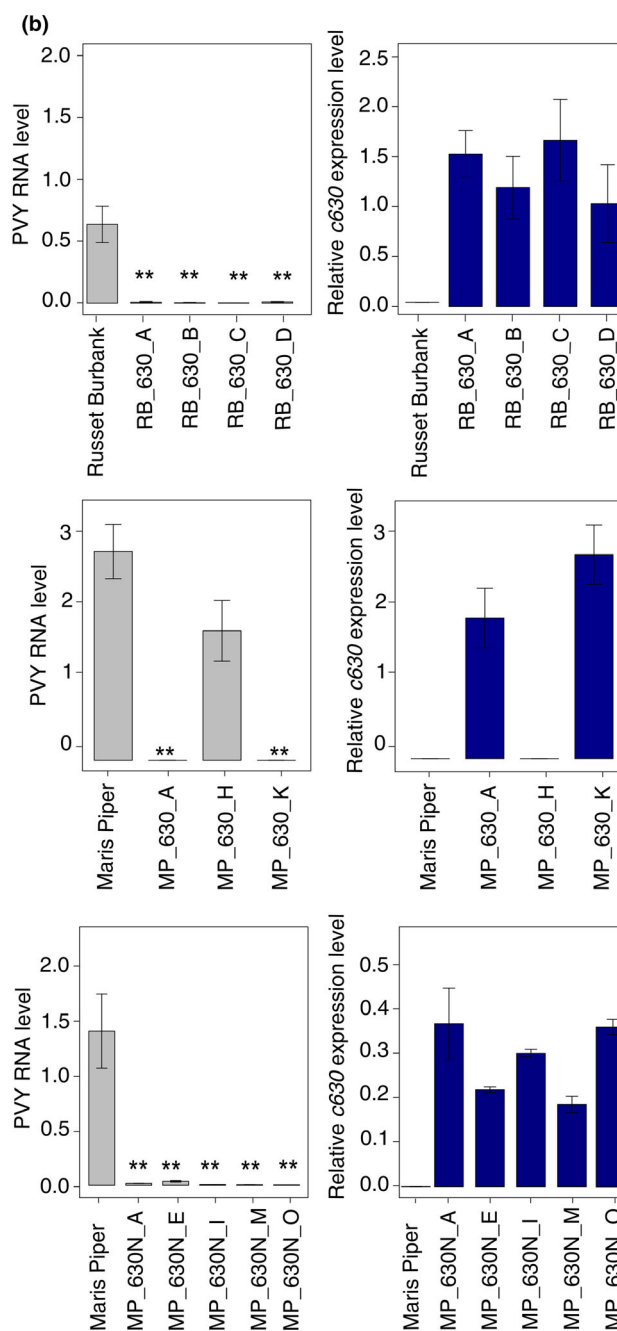 (b)
PVY RNA level
2.0
1.5
1.0
0.5
0.0
** ** ** **
Russet Burbank
RB_630_A
RB_630_B
RB_630_C
RB_630_D
Relative c630 expression level
2.5
2.0
1.5
1.0
0.5
0.0
Russet Burbank
RB_630_A
RB_630_B
RB_630_C
RB_630_D
PVY RNA level
3
2
1
0
** **
Maris Piper
MP_630_A
MP_630_H
MP_630_K
Relative c630 expression level
3
2
1
0
Maris Piper
MP_630_A
MP_630_H
MP_630_K
PVY RNA level
2.0
1.5
1.0
0.5
0.0
** ** ** ** **
Maris Piper
MP_630N_A
MP_630N_E
MP_630N_I
MP_630N_M
MP_630N_O
Relative c630 expression level
0.5
0.4
0.3
0.2
0.1
0.0
Maris Piper
MP_630N_A
MP_630N_E
MP_630N_I
MP_630N_M
MP_630N_O